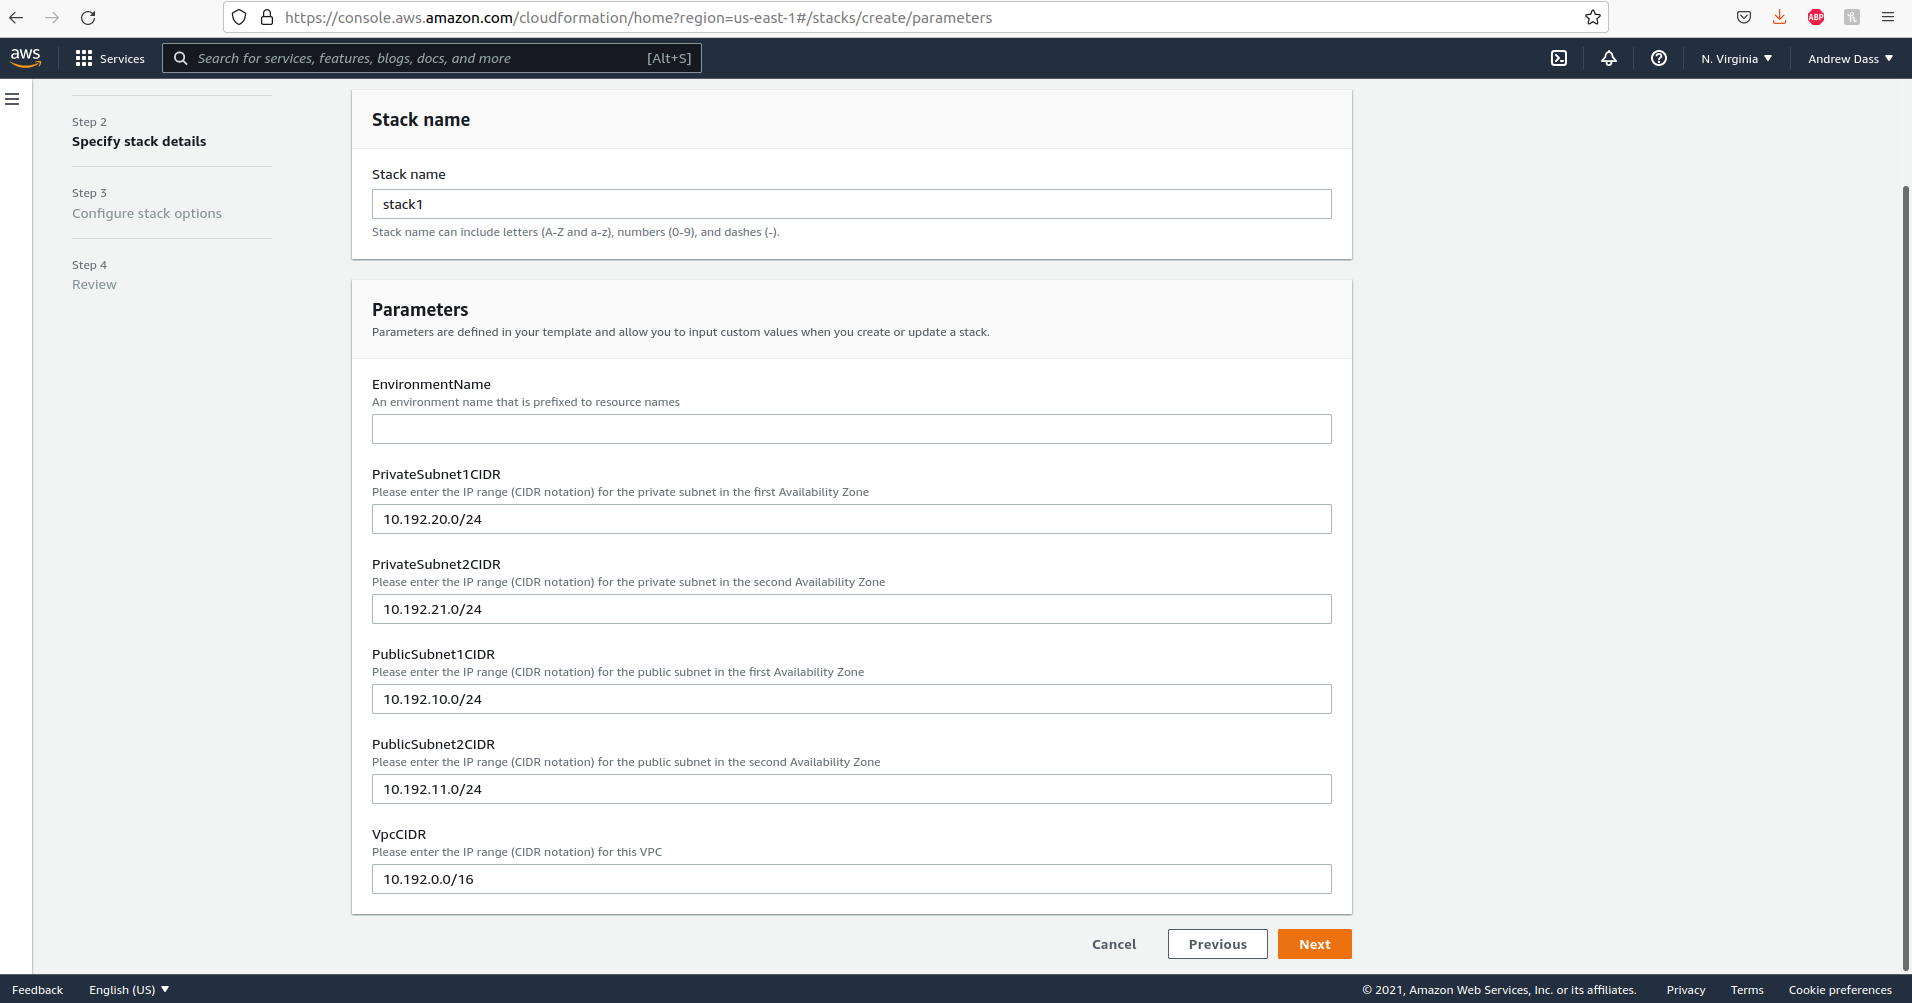 https://console.aws.amazon.com/cloudformation/home?region=us-east-1#/stacks/create/parameters
ABP
aws
Services
Search for services, features, blogs, docs, and more
[Alt+S]
N. Virginia
Andrew Dass
Step 2
Specify stack details
Step 3
Configure stack options
Step 4
Review
Stack name
Stack name
stack1
Stack name can include letters (A-Z and a-z), numbers (0-9), and dashes (-).
Parameters
Parameters are defined in your template and allow you to input custom values when you create or update a stack.
EnvironmentName
An environment name that is prefixed to resource names
PrivateSubnet1CIDR
Please enter the IP range (CIDR notation) for the private subnet in the first Availability Zone
10.192.20.0/24
PrivateSubnet2CIDR
Please enter the IP range (CIDR notation) for the private subnet in the second Availability Zone
10.192.21.0/24
PublicSubnet1CIDR
Please enter the IP range (CIDR notation) for the public subnet in the first Availability Zone
10.192.10.0/24
PublicSubnet2CIDR
Please enter the IP range (CIDR notation) for the public subnet in the second Availability Zone
10.192.11.0/24
VpcCIDR
Please enter the IP range (CIDR notation) for this VPC
10.192.0.0/16
Cancel
Previous
Next
Feedback
English (US)
© 2021, Amazon Web Services, Inc. or its affiliates.
Privacy
Terms
Cookie preferences